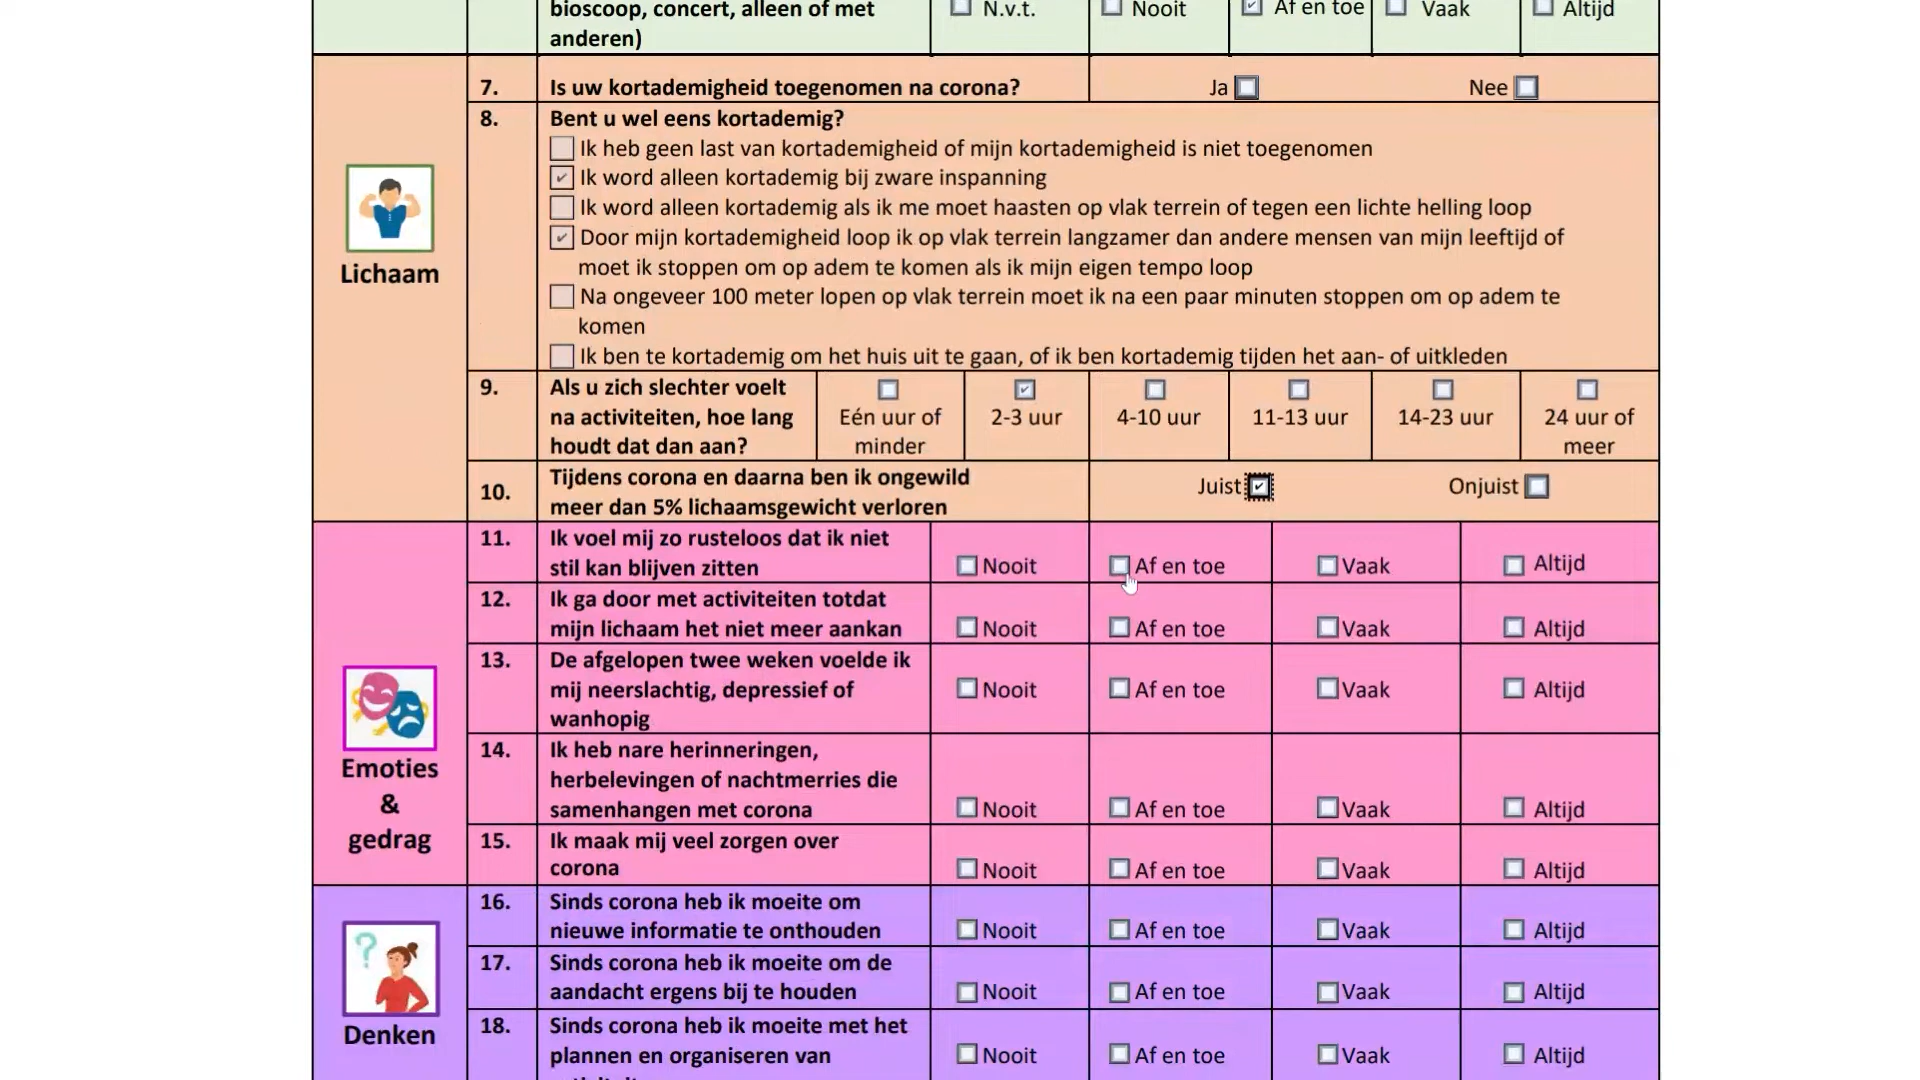 bioscoop, concert, alleen of met
anderen)
N.v.t.
Nooit
Af en toe
Vaak
Altijd
Lichaam
7.
Is uw kortademigheid toegenomen na corona?
Ja
Nee
8.
Bent u wel eens kortademig?
Ik heb geen last van kortademigheid of mijn kortademigheid is niet toegenomen
Ik word alleen kortademig bij zware inspanning
Ik word alleen kortademig als ik me moet haasten op vlak terrein of tegen een lichte helling loop
Door mijn kortademigheid loop ik op vlak terrein langzamer dan andere mensen van mijn leeftijd of
moet ik stoppen om op adem te komen als ik mijn eigen tempo loop
Na ongeveer 100 meter lopen op vlak terrein moet ik na een paar minuten stoppen om op adem te
komen
Ik ben te kortademig om het huis uit te gaan, of ik ben kortademig tijden het aan- of uitkleden
9.
Als u zich slechter voelt
na activiteiten, hoe lang
houdt dat dan aan?
Eén uur of
minder
2-3 uur
4-10 uur
11-13 uur
14-23 uur
24 uur of
meer
10.
Tijdens corona en daarna ben ik ongewild
meer dan 5% lichaamsgewicht verloren
Juist
Onjuist
Emoties
&
gedrag
11.
Ik voel mij zo rusteloos dat ik niet
stil kan blijven zitten
Nooit
Af en toe
Vaak
Altijd
12.
Ik ga door met activiteiten totdat
mijn lichaam het niet meer aankan
Nooit
Af en toe
Vaak
Altijd
13.
De afgelopen twee weken voelde ik
mij neerslachtig, depressief of
wanhopig
Nooit
Af en toe
Vaak
Altijd
14.
Ik heb nare herinneringen,
herbelevingen of nachtmerries die
samenhangen met corona
Nooit
Af en toe
Vaak
Altijd
15.
Ik maak mij veel zorgen over
corona
Nooit
Af en toe
Vaak
Altijd
Denken
16.
Sinds corona heb ik moeite om
nieuwe informatie te onthouden
Nooit
Af en toe
Vaak
Altijd
17.
Sinds corona heb ik moeite om de
aandacht ergens bij te houden
Nooit
Af en toe
Vaak
Altijd
18.
Sinds corona heb ik moeite met het
plannen en organiseren van
Nooit
Af en toe
Vaak
Altijd